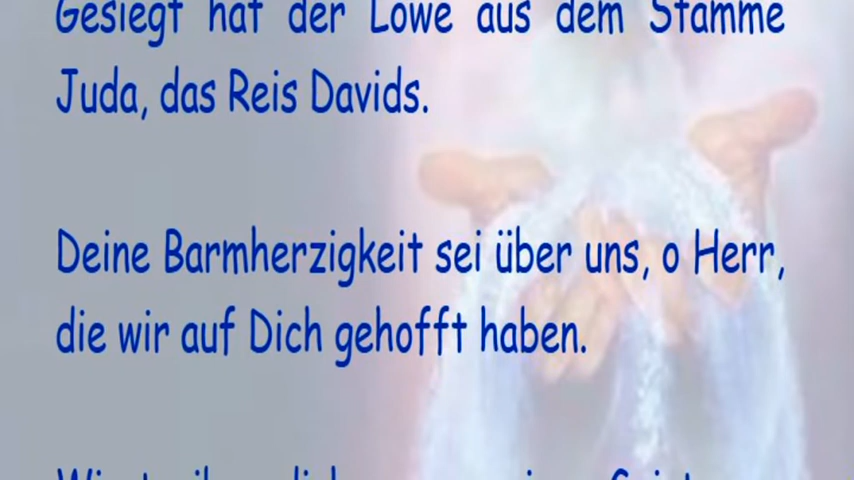 Gesiegt hat der Löwe aus dem Stamme
Juda, das Reis Davids.
Deine Barmherzigkeit sei über uns, o Herr,
die wir auf Dich gehofft haben.